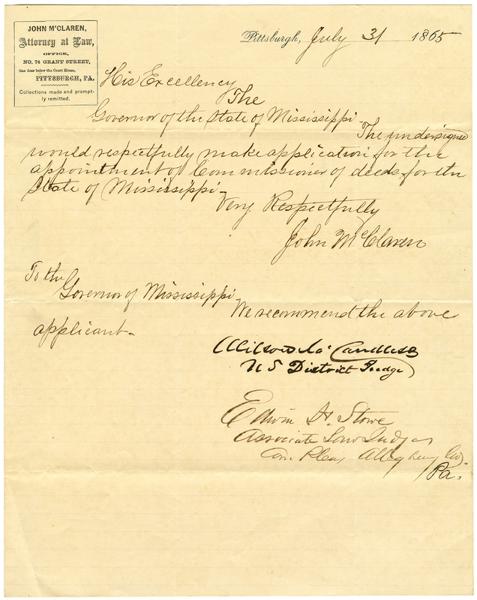 JOHN M'CLAREN,
Attorney at Law,
OFFICE,
NO. 74 GRANT STREET,
One door below the Court House,
PITTSBURGH, PA.
Collections made and prompt-
ly remitted.
Pittsburgh, July 31 1865
His Excellency
The
Governor of the State of Mississippi
The undersigned
would respectfully make application for the
appointment of Commissioner of deeds for the
State of Mississippi
Very Respectfully
John McClaren
To the
Governor of Mississippi
We recommend the above
applicant
Wilson McCandless
US District Judge
Edwin H. Stowe
Associate Law Judge
Com. Pleas Allegheny Co.
Pa.